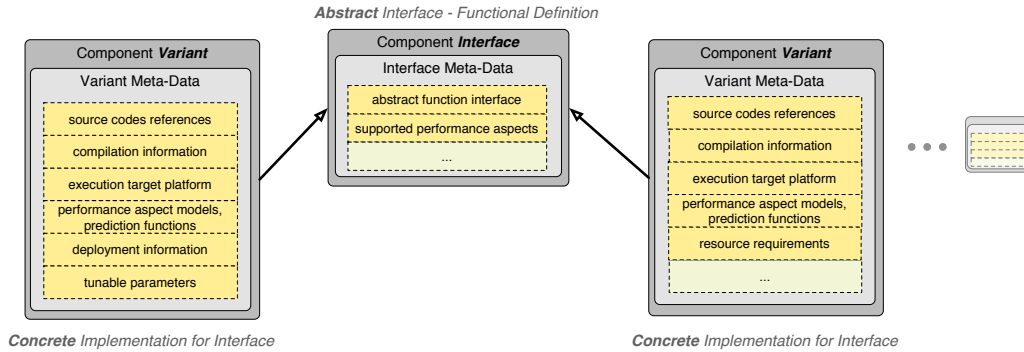 Abstract Interface - Functional Definition
Component Variant
Variant Meta-Data
source codes references
compilation information
execution target platform
performance aspect models,
prediction functions
deployment information
tunable parameters
Concrete Implementation for Interface
Component Interface
Interface Meta-Data
abstract function interface
supported performance aspects
...
Component Variant
Variant Meta-Data
source codes references
compilation information
execution target platform
performance aspect models,
prediction functions
resource requirements
...
Concrete Implementation for Interface